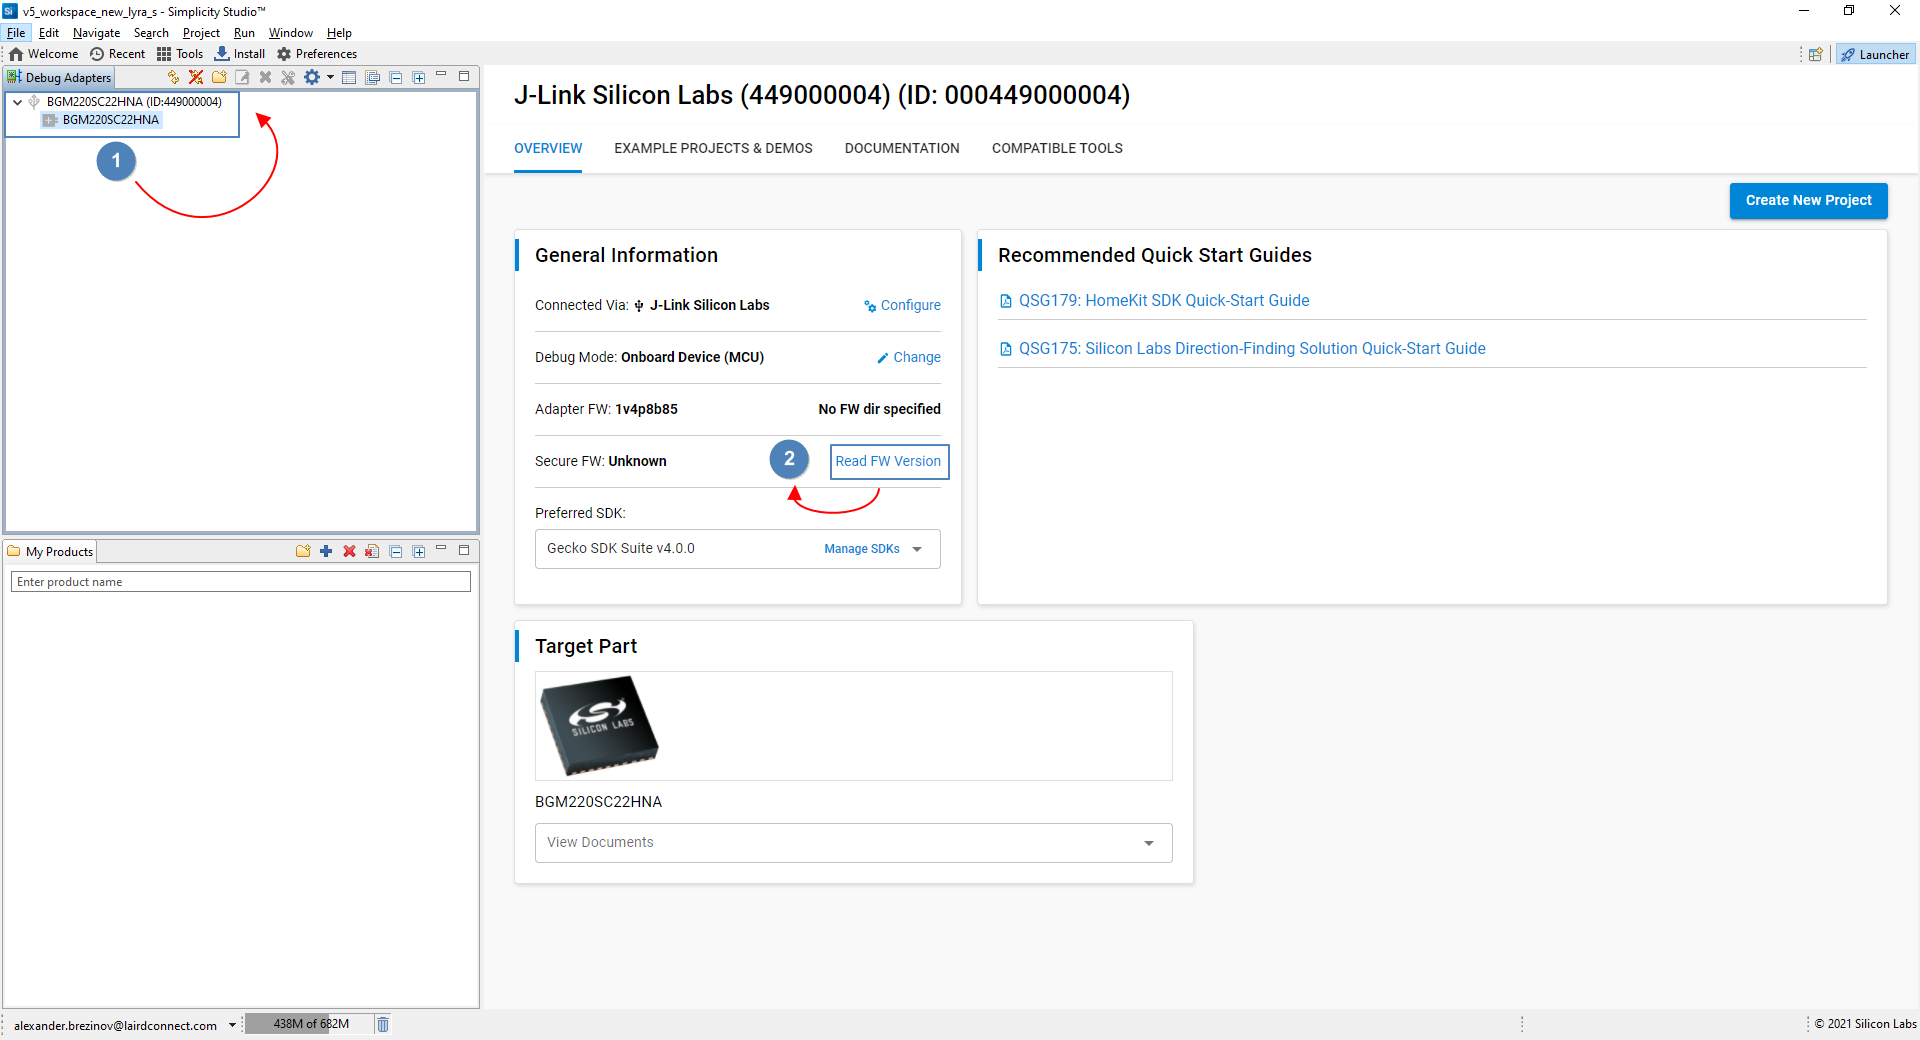 v5_workspace_new_lyra_s - Simplicity Studio™
File Edit Navigate Search Project Run Window Help
Welcome Recent Tools Install Preferences
Launcher
Debug Adapters
BGM220SC22HNA (ID:449000004)
BGM220SC22HNA
1
J-Link Silicon Labs (449000004) (ID: 000449000004)
OVERVIEW EXAMPLE PROJECTS & DEMOS DOCUMENTATION COMPATIBLE TOOLS
Create New Project
General Information
Connected Via: J-Link Silicon Labs Configure
Debug Mode: Onboard Device (MCU) Change
Adapter FW: 1v4p8b85 No FW dir specified
Secure FW: Unknown 2 Read FW Version
Preferred SDK:
Gecko SDK Suite v4.0.0 Manage SDKs
Recommended Quick Start Guides
QSG179: HomeKit SDK Quick-Start Guide
QSG175: Silicon Labs Direction-Finding Solution Quick-Start Guide
My Products
Enter product name
Target Part
SILICON LABS
BGM220SC22HNA
View Documents
alexander.brezinov@lairdconnect.com 438M of 682M © 2021 Silicon Labs